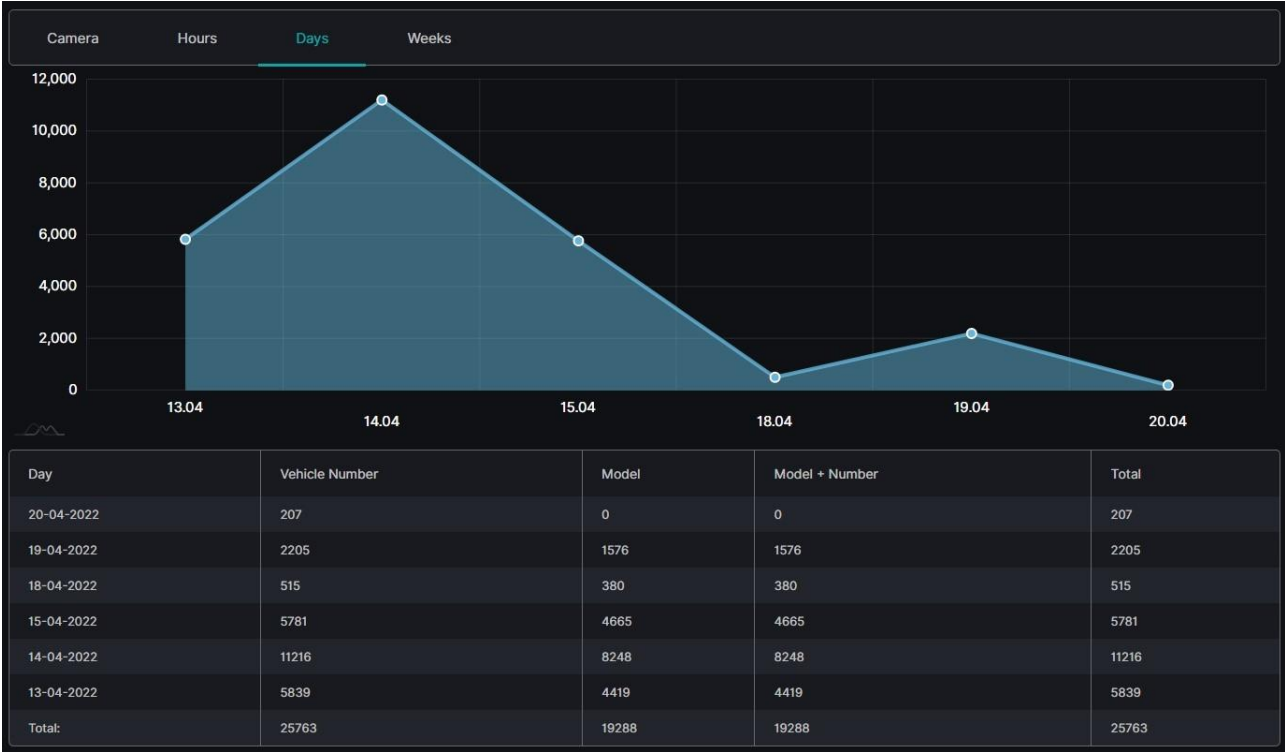 Camera Hours Days Weeks
12,000
10,000
8,000
6,000
4,000
2,000
0
13.04 14.04 15.04 18.04 19.04 20.04
Day Vehicle Number Model Model + Number Total
20-04-2022 207 0 0 207
19-04-2022 2205 1576 1576 2205
18-04-2022 515 380 380 515
15-04-2022 5781 4665 4665 5781
14-04-2022 11216 8248 8248 11216
13-04-2022 5839 4419 4419 5839
Total: 25763 19288 19288 25763